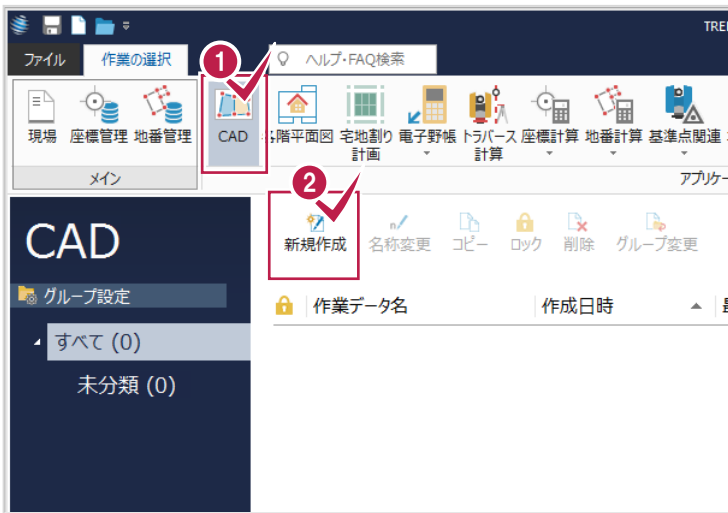 TRE
ファイル 作業の選択 ヘルプ・FAQ検索
1
現場 座標管理 地番管理 CAD 各階平面図 宅地割り計画 電子野帳 トラバース計算 座標計算 地番計算 基準点関連
メイン アプリケー
2
CAD
新規作成 名称変更 コピー ロック 削除 グループ変更
グループ設定
作業データ名 作成日時
すべて (0)
未分類 (0)